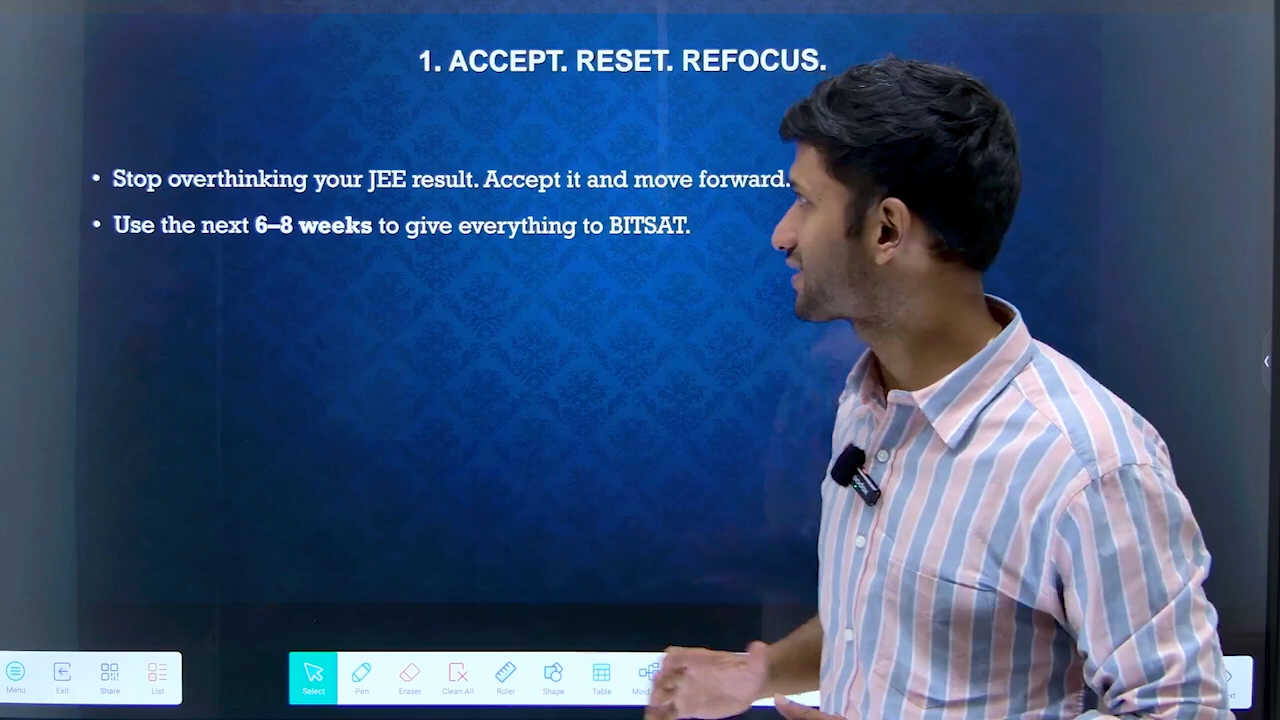 1. ACCEPT. RESET. REFOCUS.
• Stop overthinking your JEE result. Accept it and move forward.
• Use the next 6–8 weeks to give everything to BITSAT.
Menu Exit Share List Select Pen Eraser Clean All Ruler Shape Table